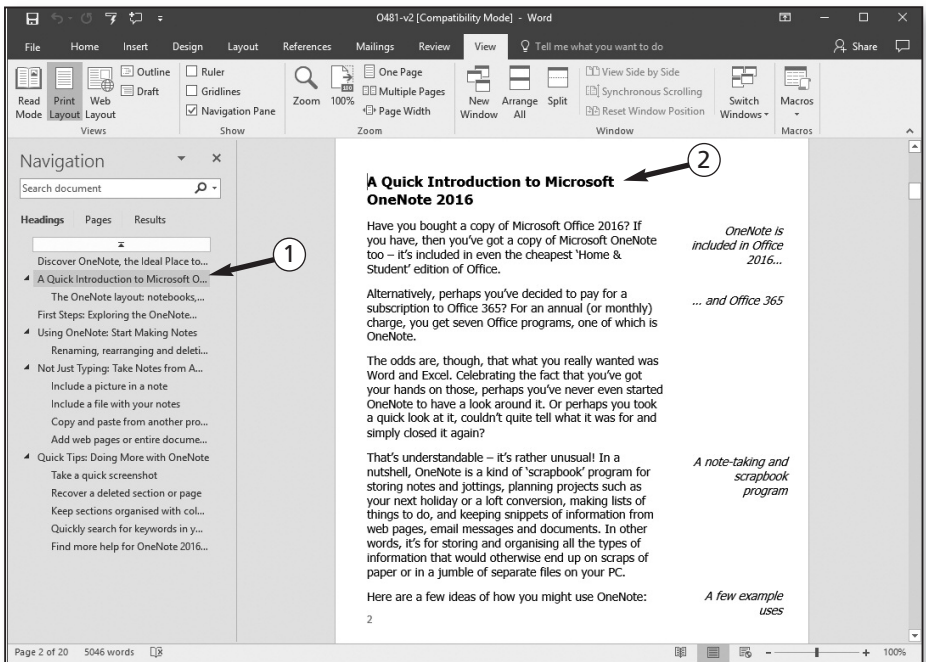 O481-v2 [Compatibility Mode] - Word
File Home Insert Design Layout References Mailings Review View Tell me what you want to do Share
Read Mode
Print Layout
Web Layout
Outline
Draft
Views
Ruler
Gridlines
Navigation Pane
Show
Zoom
100%
One Page
Multiple Pages
Page Width
Zoom
New Window
Arrange All
Split
View Side by Side
Synchronous Scrolling
Reset Window Position
Window
Switch Windows
Macros
Macros
Navigation
Search document
Headings Pages Results
Discover OneNote, the Ideal Place to...
A Quick Introduction to Microsoft O...
The OneNote layout: notebooks,...
First Steps: Exploring the OneNote...
Using OneNote: Start Making Notes
Renaming, rearranging and deleti...
Not Just Typing: Take Notes from A...
Include a picture in a note
Include a file with your notes
Copy and paste from another pro...
Add web pages or entire docume...
Quick Tips: Doing More with OneNote
Take a quick screenshot
Recover a deleted section or page
Keep sections organised with col...
Quickly search for keywords in y...
Find more help for OneNote 2016...
1
2
A Quick Introduction to Microsoft
OneNote 2016
Have you bought a copy of Microsoft Office 2016? If
you have, then you've got a copy of Microsoft OneNote
too – it's included in even the cheapest 'Home &
Student' edition of Office.
OneNote is
included in Office
2016...
Alternatively, perhaps you've decided to pay for a
subscription to Office 365? For an annual (or monthly)
charge, you get seven Office programs, one of which is
OneNote.
... and Office 365
The odds are, though, that what you really wanted was
Word and Excel. Celebrating the fact that you've got
your hands on those, perhaps you've never even started
OneNote to have a look around it. Or perhaps you took
a quick look at it, couldn't quite tell what it was for and
simply closed it again?
That's understandable – it's rather unusual! In a
nutshell, OneNote is a kind of 'scrapbook' program for
storing notes and jottings, planning projects such as
your next holiday or a loft conversion, making lists of
things to do, and keeping snippets of information from
web pages, email messages and documents. In other
words, it's for storing and organising all the types of
information that would otherwise end up on scraps of
paper or in a jumble of separate files on your PC.
A note-taking and
scrapbook
program
Here are a few ideas of how you might use OneNote:
A few example
uses
2
Page 2 of 20 5046 words 100%